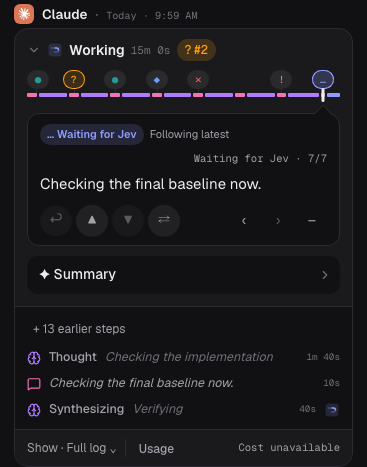 Claude · Today · 9:59 AM
Working 15m 0s ? #2
? ◆ × ! …
… Waiting for Jev Following latest
Waiting for Jev · 7/7
Checking the final baseline now.
✦ Summary
+ 13 earlier steps
Thought Checking the implementation 1m 40s
Checking the final baseline now. 10s
Synthesizing Verifying 40s
Show · Full log Usage Cost unavailable